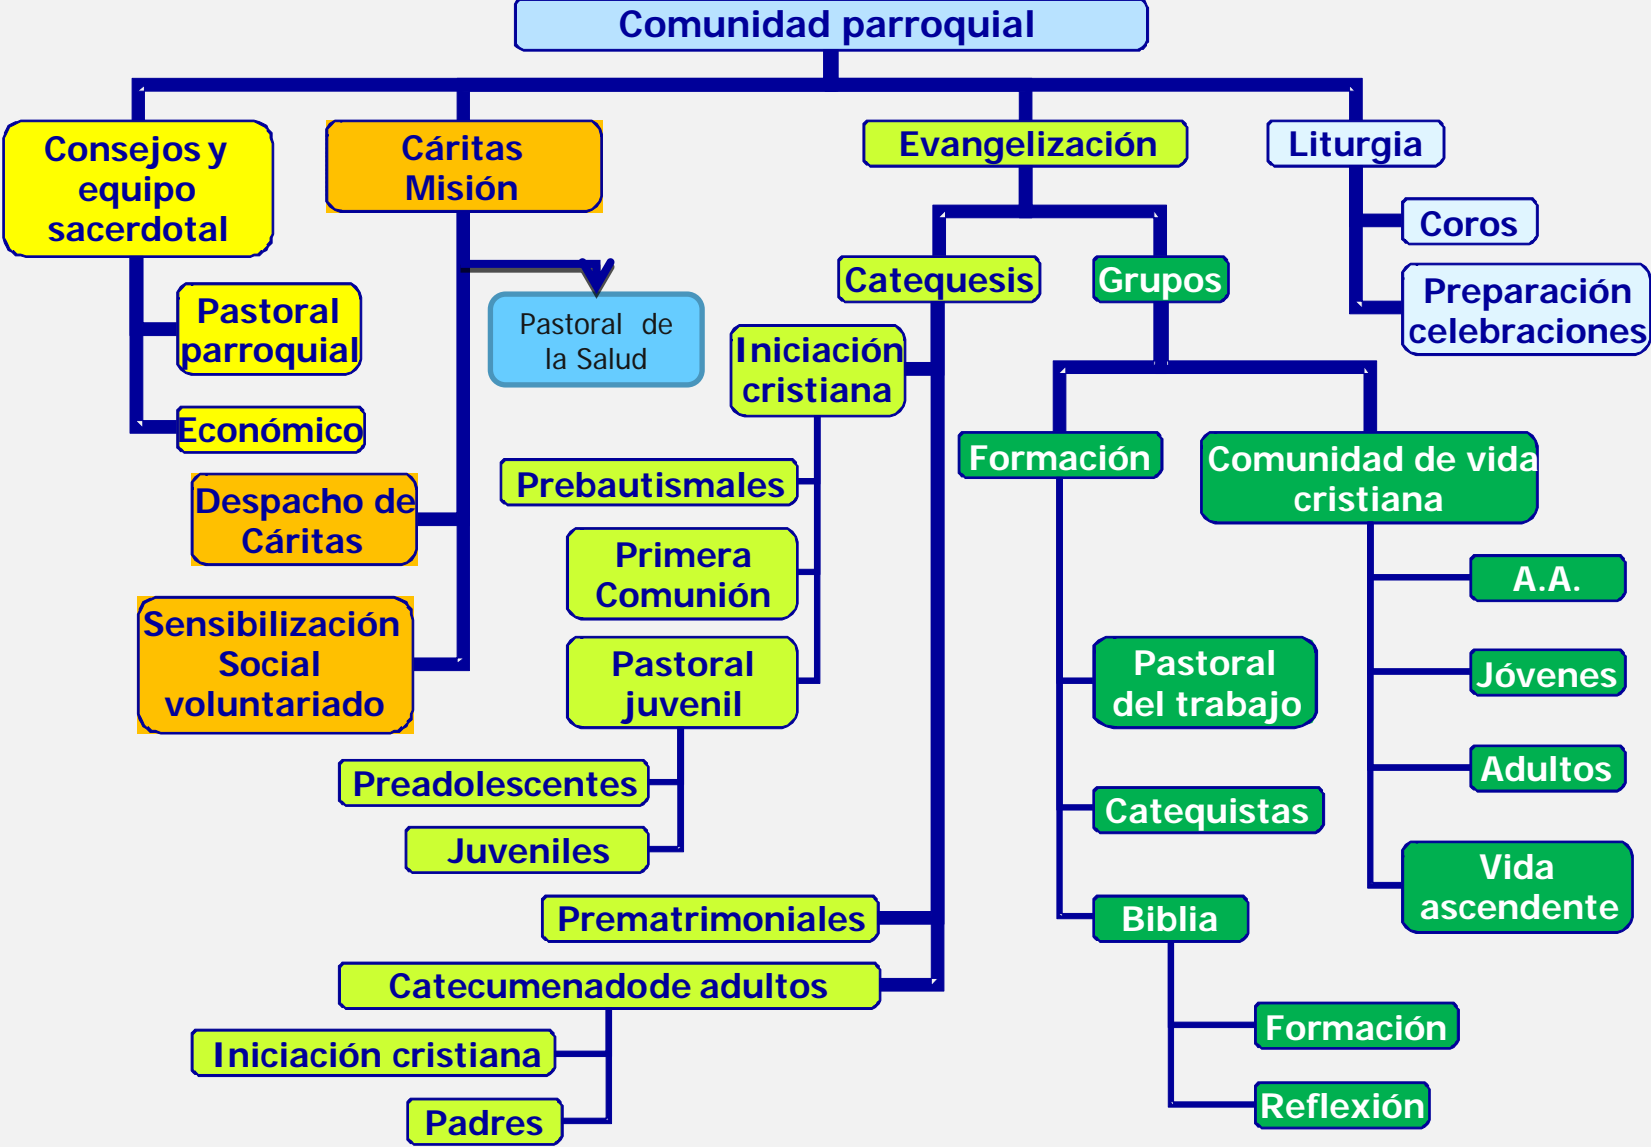 Comunidad parroquial
Consejos y
equipo
sacerdotal
Cáritas
Misión
Evangelización
Liturgia
Coros
Preparación
celebraciones
Catequesis
Grupos
Pastoral
parroquial
Económico
Pastoral de
la Salud
Iniciación
cristiana
Formación
Comunidad de vida
cristiana
Despacho de
Cáritas
Prebautismales
Primera
Comunión
A.A.
Sensibilización
Social
voluntariado
Pastoral
juvenil
Pastoral
del trabajo
Jóvenes
Preadolescentes
Juveniles
Catequistas
Adultos
Vida
ascendente
Prematrimoniales
Biblia
Catecumenadode adultos
Iniciación cristiana
Padres
Formación
Reflexión